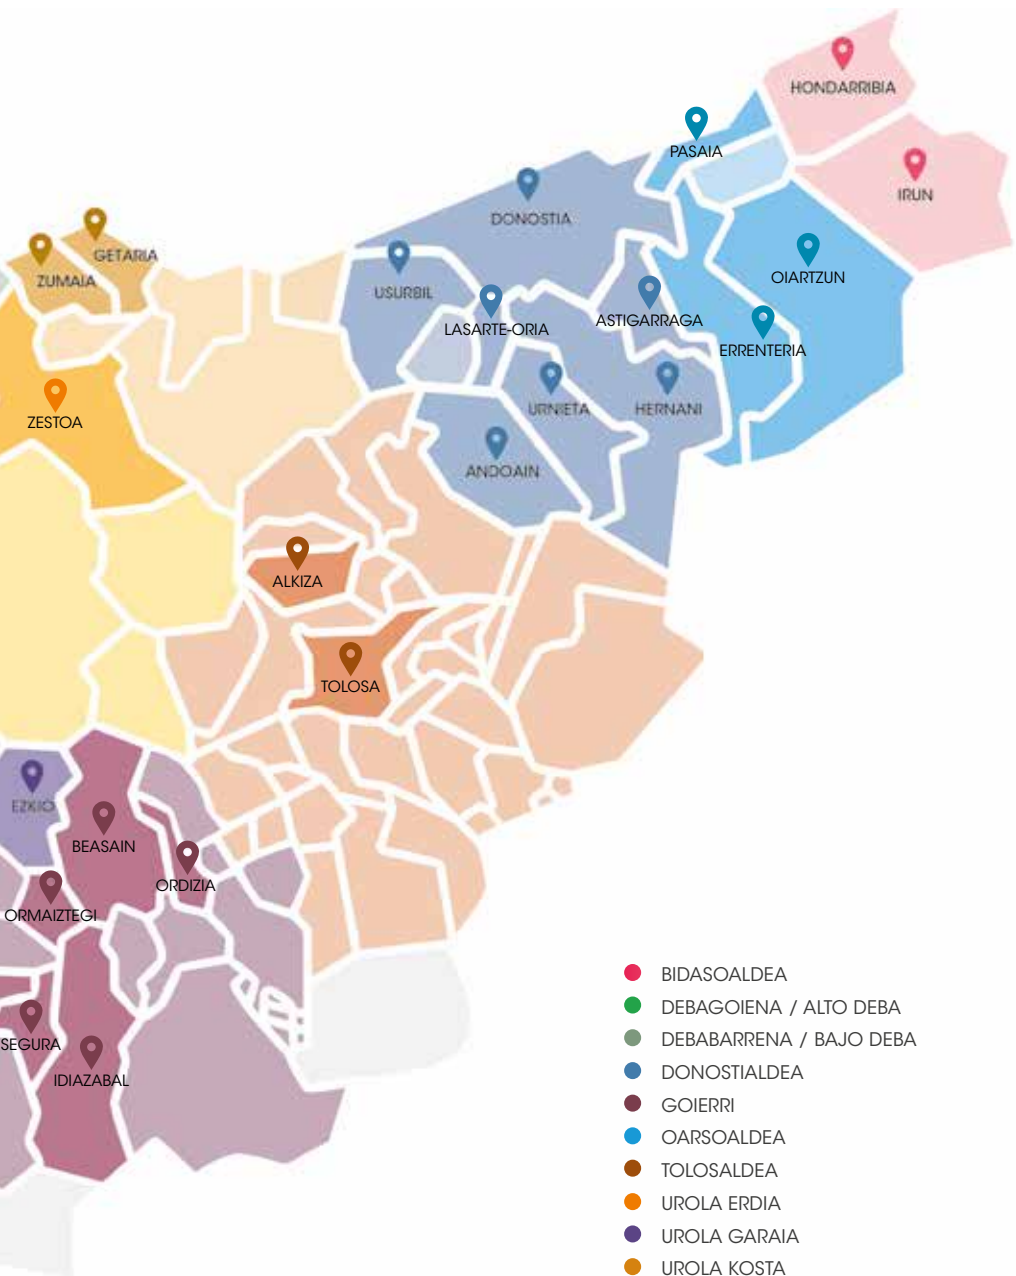 HONDARRIBIA
PASAIA
IRUN
DONOSTIA
GETARIA
OIARTZUN
ZUMAIA
USURBIL
ASTIGARRAGA
LASARTE-ORIA
ERRENTERIA
URNIETA
HERNANI
ZESTOA
ANDOAIN
ALKIZA
TOLOSA
EZKIO
BEASAIN
ORDIZIA
ORMAIZTEGI
SEGURA
IDIAZABAL
BIDASOALDEA
DEBAGOIENA / ALTO DEBA
DEBABARRENA / BAJO DEBA
DONOSTIALDEA
GOIERRI
OARSOALDEA
TOLOSALDEA
UROLA ERDIA
UROLA GARAIA
UROLA KOSTA